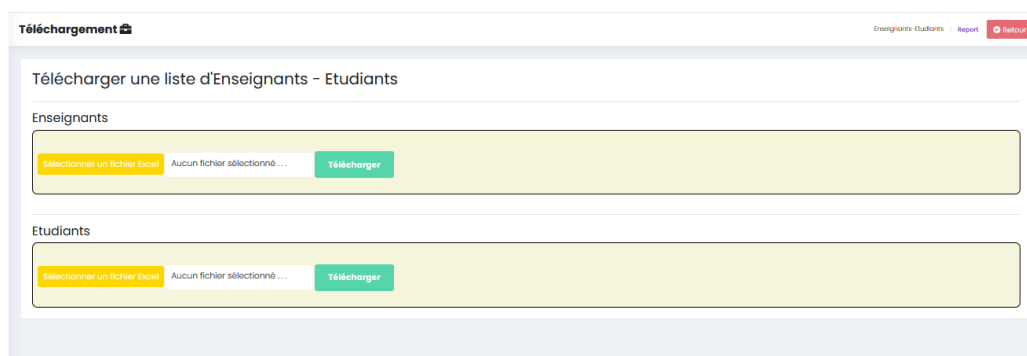 Téléchargement
Enseignants-Etudiants > Report Retour
Télécharger une liste d'Enseignants - Etudiants
Enseignants
Sélectionner un fichier Excel Aucun fichier sélectionné . . . Télécharger
Etudiants
Sélectionner un fichier Excel Aucun fichier sélectionné . . . Télécharger